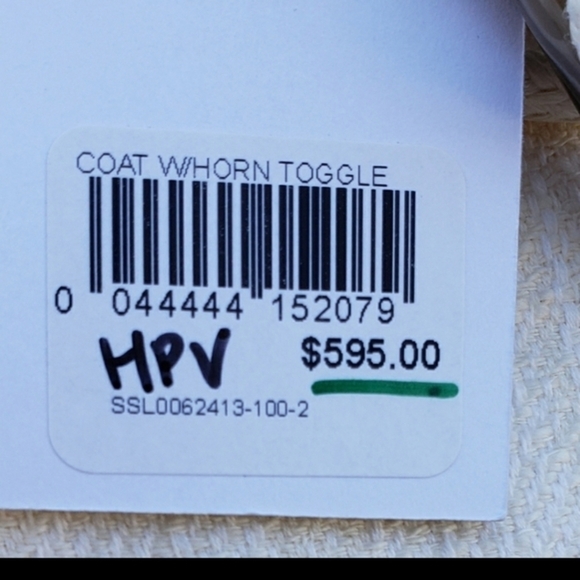 COAT W/HORN TOGGLE
0 044444 152079
HPV $595.00
SSL0062413-100-2